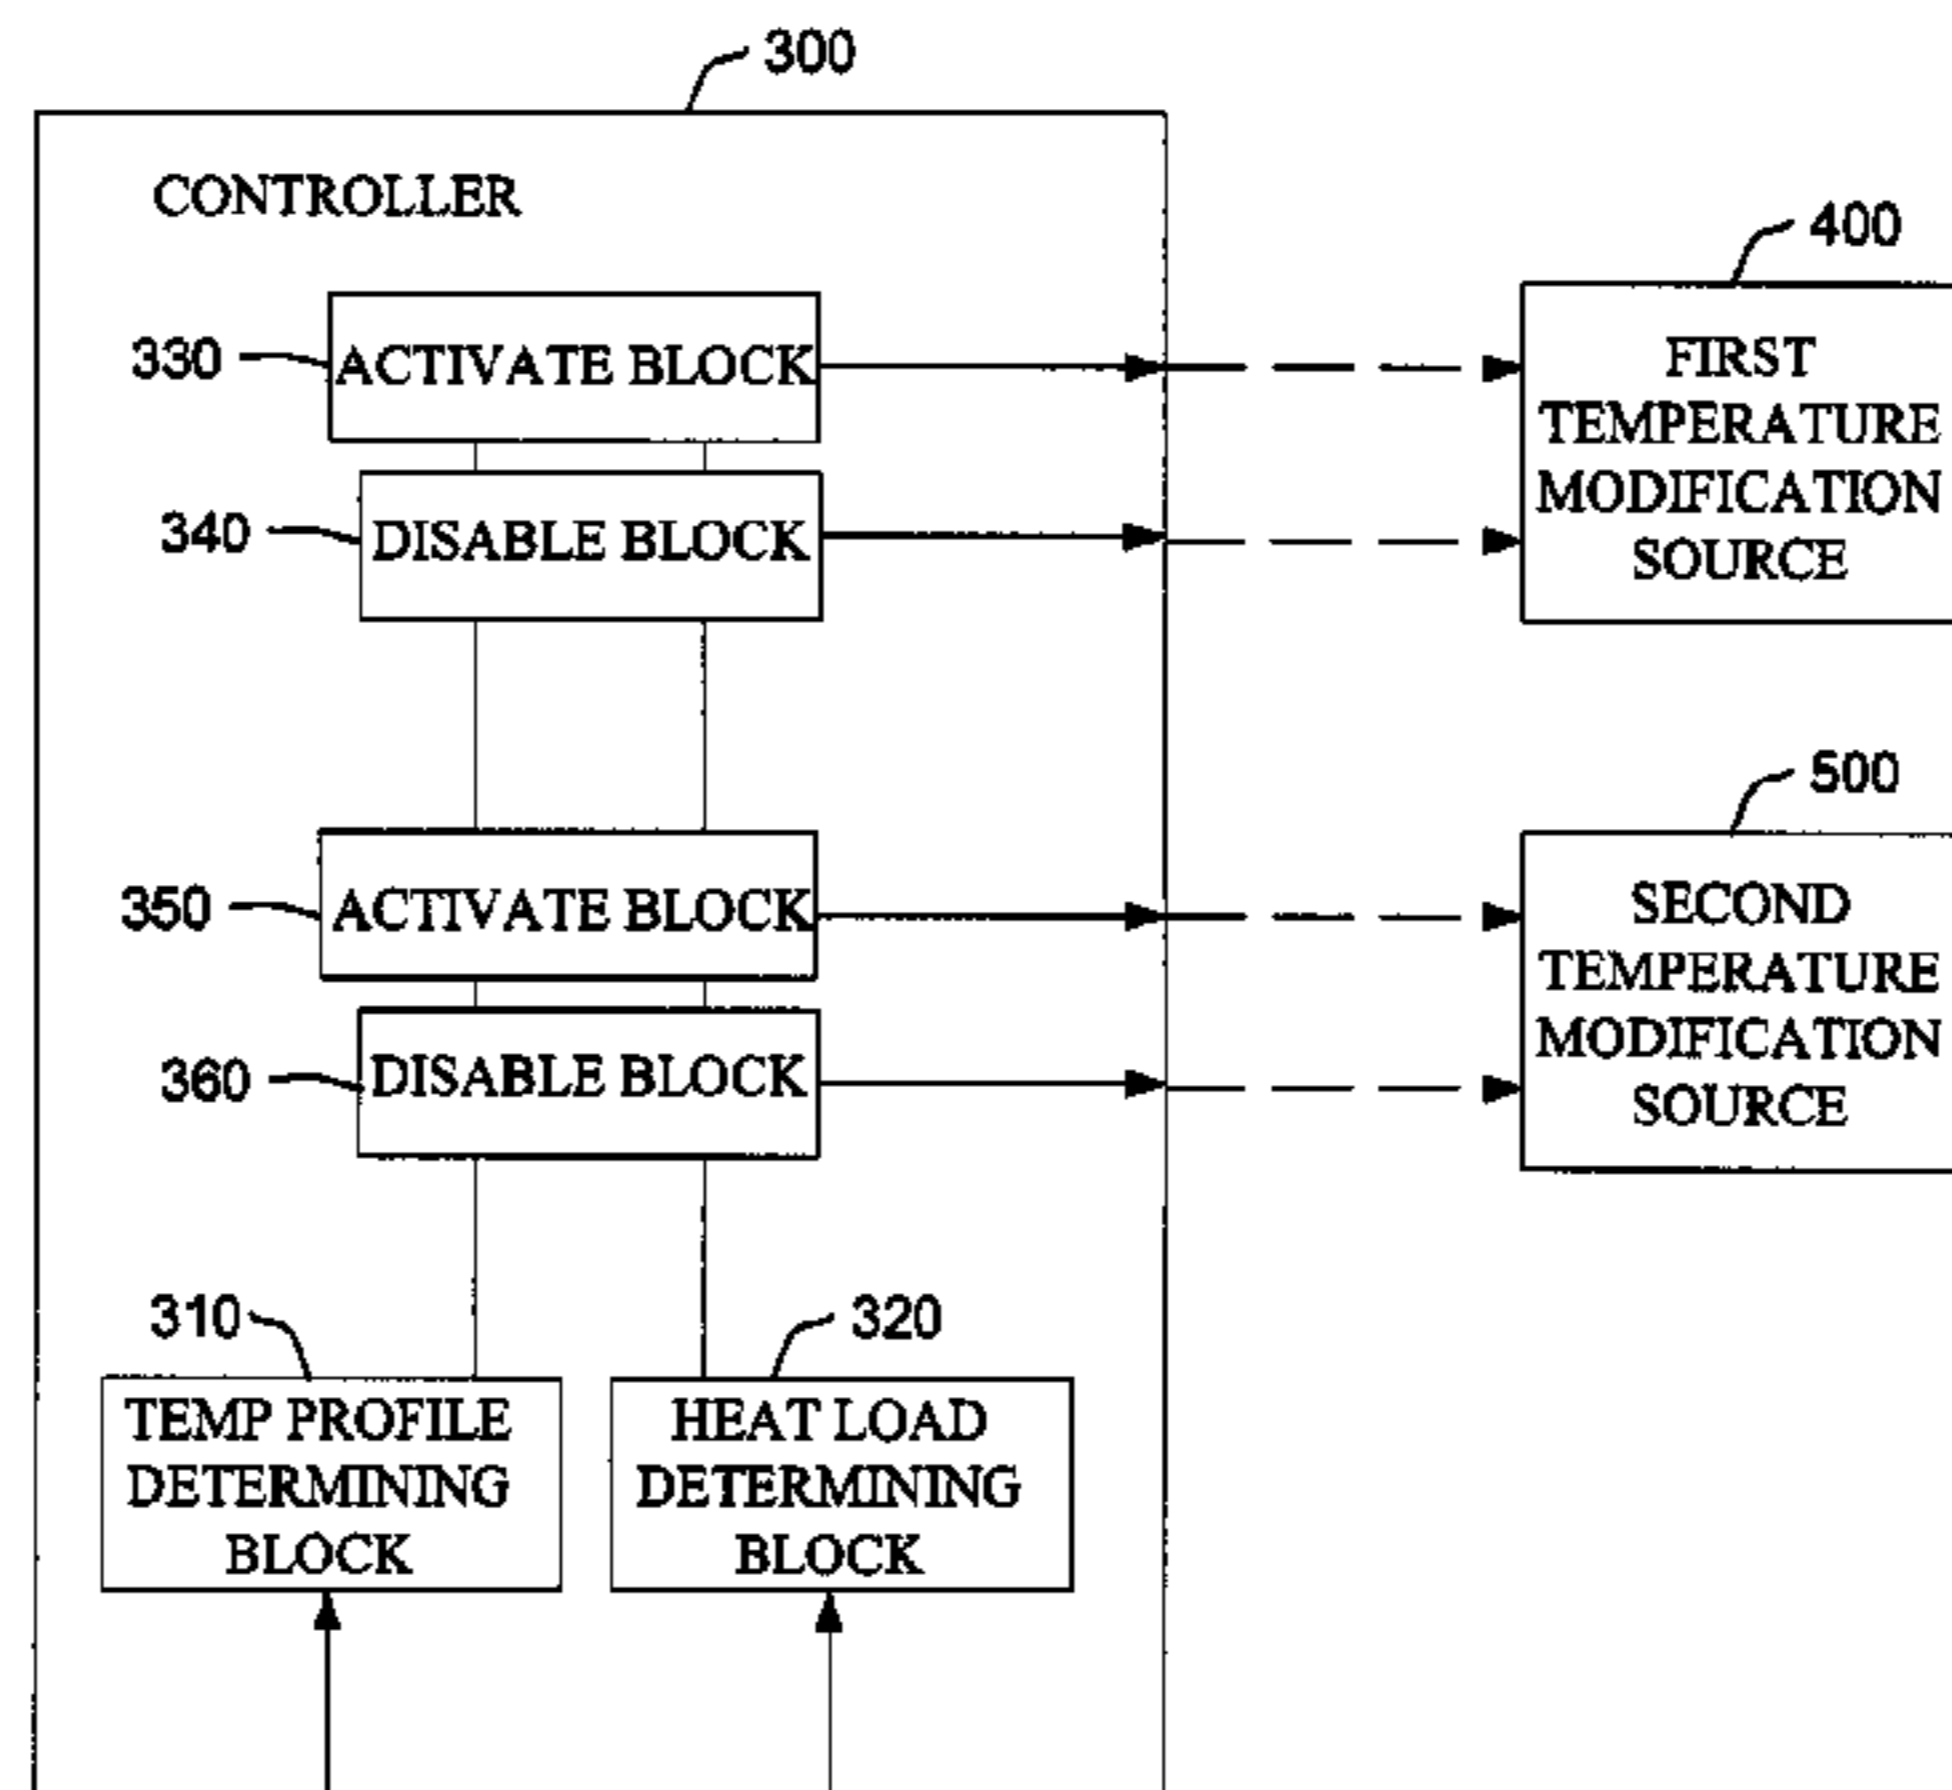 300
CONTROLLER
400
330
ACTIVATE BLOCK
FIRST
TEMPERATURE
MODIFICATION
SOURCE
340
DISABLE BLOCK
500
350
ACTIVATE BLOCK
SECOND
TEMPERATURE
MODIFICATION
SOURCE
360
DISABLE BLOCK
310
320
TEMP PROFILE
DETERMINING
BLOCK
HEAT LOAD
DETERMINING
BLOCK